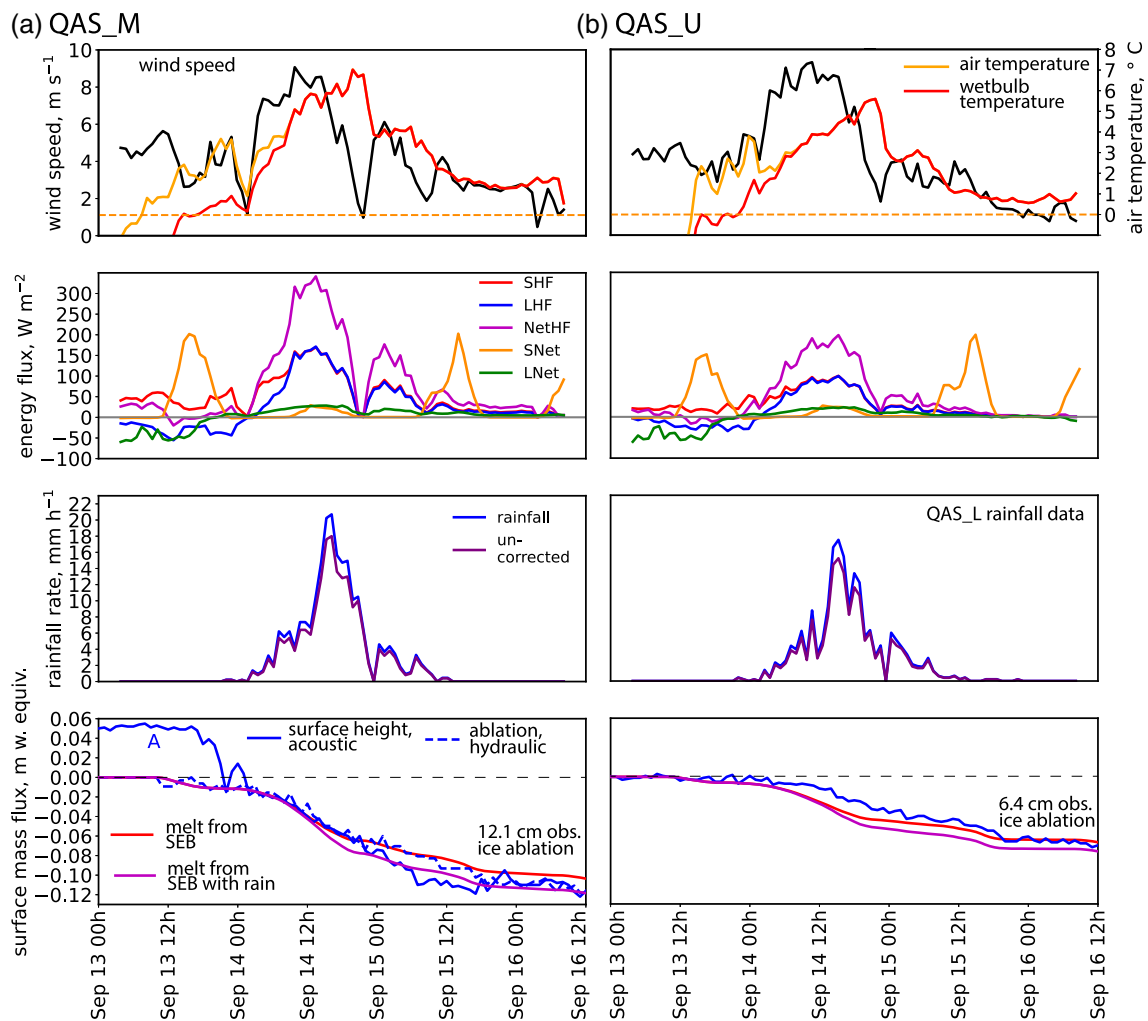 (a) QAS_M
(b) QAS_U
wind speed, m s⁻¹
10
8
6
4
2
0
wind speed
air temperature
wetbulb
temperature
8
7
6
5
4
3
2
1
0
air temperature, ° C
energy flux, W m⁻²
300
250
200
150
100
50
0
−50
−100
SHF
LHF
NetHF
SNet
LNet
rainfall rate, mm h⁻¹
22
20
18
16
14
12
10
8
6
4
2
0
rainfall
un-
corrected
QAS_L rainfall data
surface mass flux, m w. equiv.
0.06
0.04
0.02
0.00
−0.02
−0.04
−0.06
−0.08
−0.10
−0.12
A
surface height,
acoustic
ablation,
hydraulic
melt from
SEB
melt from
SEB with rain
12.1 cm obs.
ice ablation
6.4 cm obs.
ice ablation
Sep 13 00h
Sep 13 12h
Sep 14 00h
Sep 14 12h
Sep 15 00h
Sep 15 12h
Sep 16 00h
Sep 16 12h
Sep 13 00h
Sep 13 12h
Sep 14 00h
Sep 14 12h
Sep 15 00h
Sep 15 12h
Sep 16 00h
Sep 16 12h